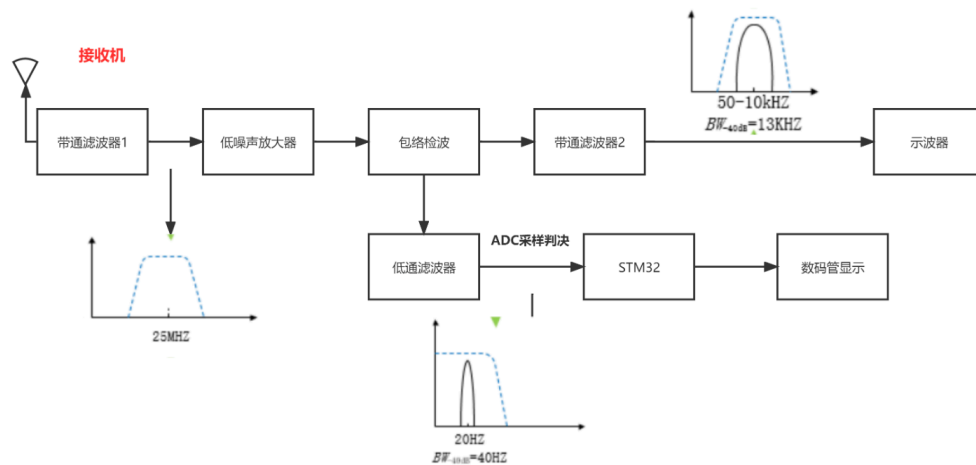 接收机
50-10kHZ
BW-40dB=13KHZ
带通滤波器1
低噪声放大器
包络检波
带通滤波器2
示波器
ADC采样判决
低通滤波器
STM32
数码管显示
25MHZ
20HZ
BW-40dB=40HZ